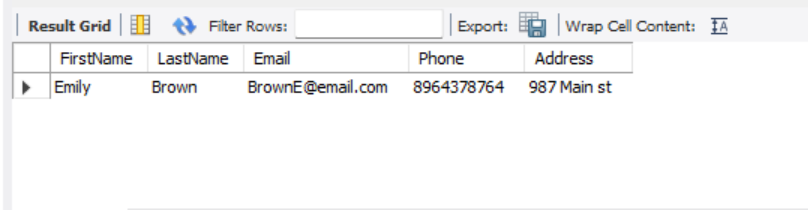 Result Grid Filter Rows: Export: Wrap Cell Content: IA
FirstName LastName Email Phone Address
Emily Brown BrownE@email.com 8964378764 987 Main st